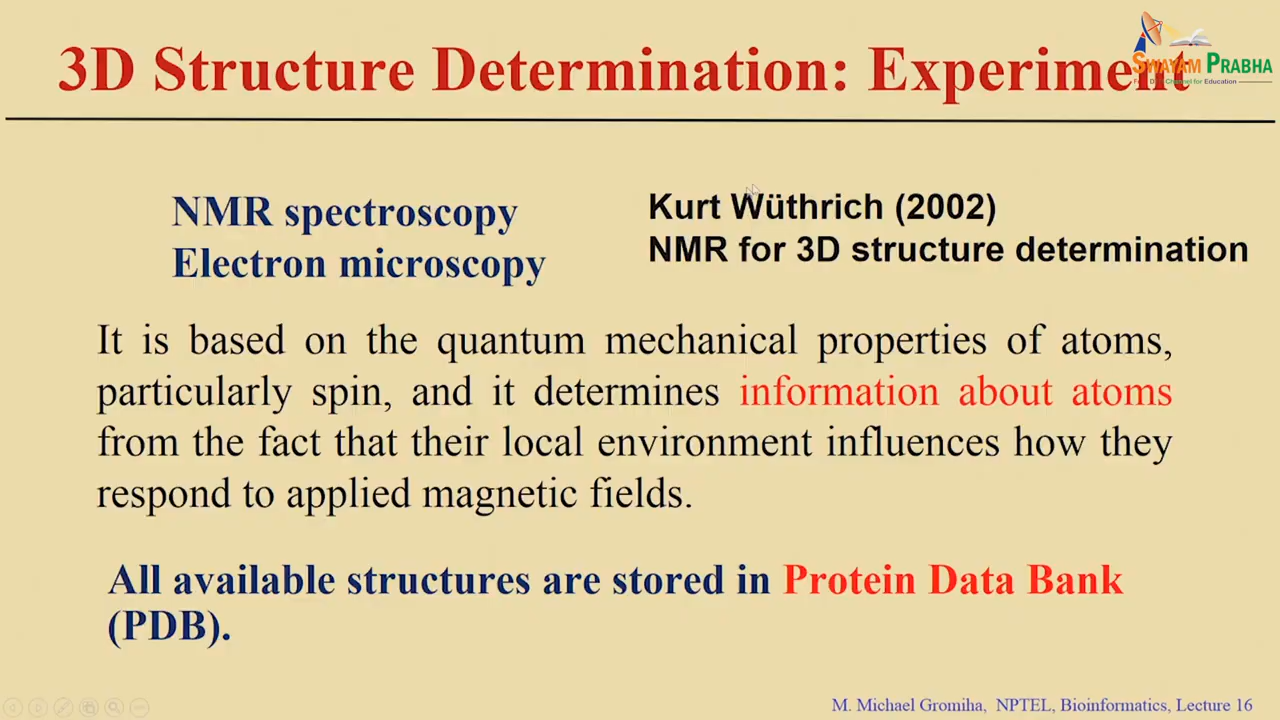 3D Structure Determination: Experiment
SWAYAM PRABHA
NMR spectroscopy
Electron microscopy
Kurt Wüthrich (2002)
NMR for 3D structure determination
It is based on the quantum mechanical properties of atoms,
particularly spin, and it determines information about atoms
from the fact that their local environment influences how they
respond to applied magnetic fields.
All available structures are stored in Protein Data Bank
(PDB).
M. Michael Gromiha, NPTEL, Bioinformatics, Lecture 16